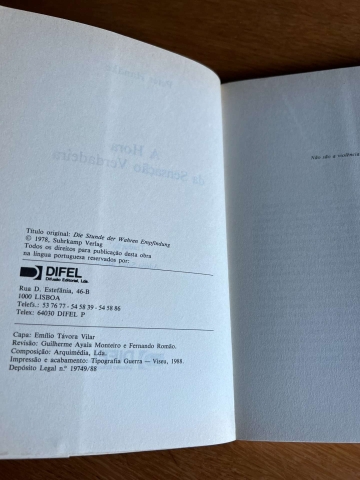 Título original: Die Stunde der Wahren Empfindung
© 1978, Suhrkamp Verlag
Todos os direitos para publicação desta obra
na língua portuguesa reservados por:
DIFEL
Difusão Editorial, Lda.
Rua D. Estefânia, 46-B
1000 LISBOA
Telefs.: 53 76 77 - 54 58 39 - 54 58 86
Telex: 64030 DIFEL P
Capa: Emílio Távora Vilar
Revisão: Guilherme Ayala Monteiro e Fernando Romão.
Composição: Arquimédia, Lda.
Impressão e acabamento: Tipografia Guerra — Viseu, 1988.
Depósito Legal n.º 19749/88
A Hora
da Sensação Verdadeira
Não são a violência